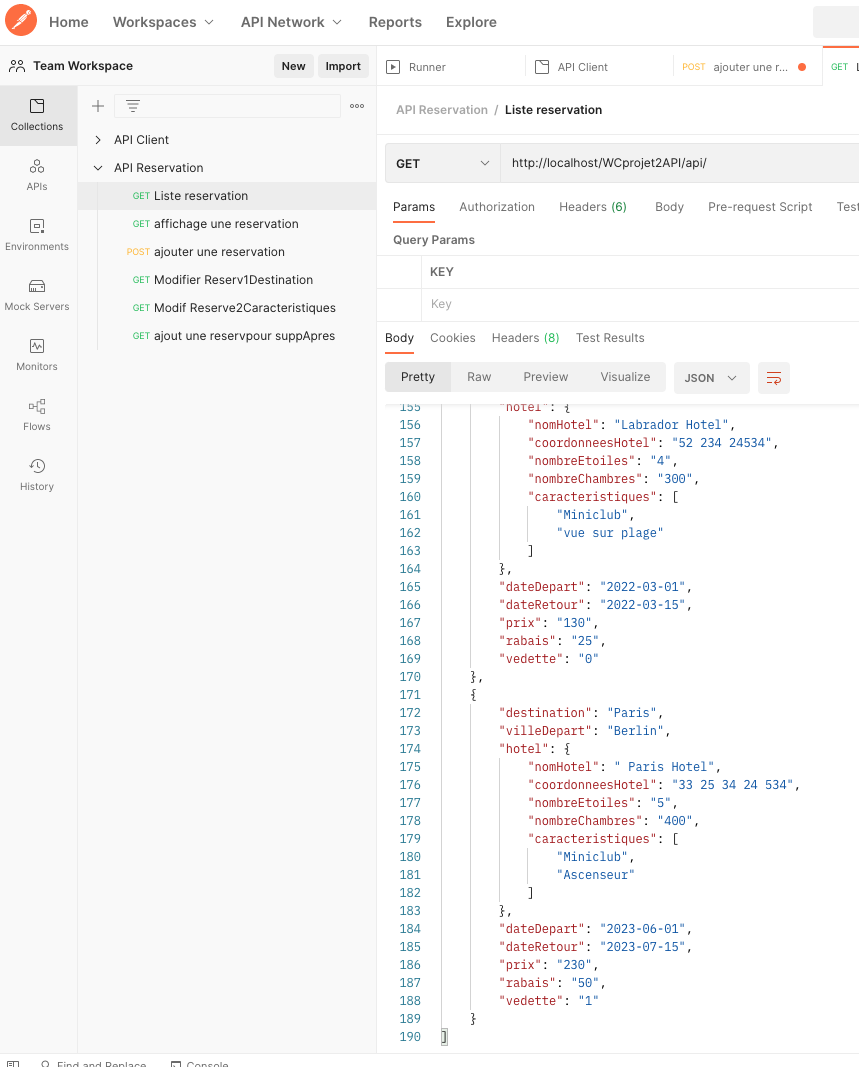 Home Workspaces API Network Reports Explore
Team Workspace New Import
Runner API Client POST ajouter une r... GET
Collections
APIs
Environments
Mock Servers
Monitors
Flows
History
API Client
API Reservation
GET Liste reservation
GET affichage une reservation
POST ajouter une reservation
GET Modifier Reserv1Destination
GET Modif Reserve2Caracteristiques
GET ajout une reservpour suppApres
API Reservation / Liste reservation
GET http://localhost/WCprojet2API/api/
Params Authorization Headers (6) Body Pre-request Script Test
Query Params
KEY
Key
Body Cookies Headers (8) Test Results
Pretty Raw Preview Visualize JSON
155 "hotel": {
156 "nomHotel": "Labrador Hotel",
157 "coordonneesHotel": "52 234 24534",
158 "nombreEtoiles": "4",
159 "nombreChambres": "300",
160 "caracteristiques": [
161 "Miniclub",
162 "vue sur plage"
163 ]
164 },
165 "dateDepart": "2022-03-01",
166 "dateRetour": "2022-03-15",
167 "prix": "130",
168 "rabais": "25",
169 "vedette": "0"
170 },
171 {
172 "destination": "Paris",
173 "villeDepart": "Berlin",
174 "hotel": {
175 "nomHotel": " Paris Hotel",
176 "coordonneesHotel": "33 25 34 24 534",
177 "nombreEtoiles": "5",
178 "nombreChambres": "400",
179 "caracteristiques": [
180 "Miniclub",
181 "Ascenseur"
182 ]
183 },
184 "dateDepart": "2023-06-01",
185 "dateRetour": "2023-07-15",
186 "prix": "230",
187 "rabais": "50",
188 "vedette": "1"
189 }
190 ]
Find and Replace Console